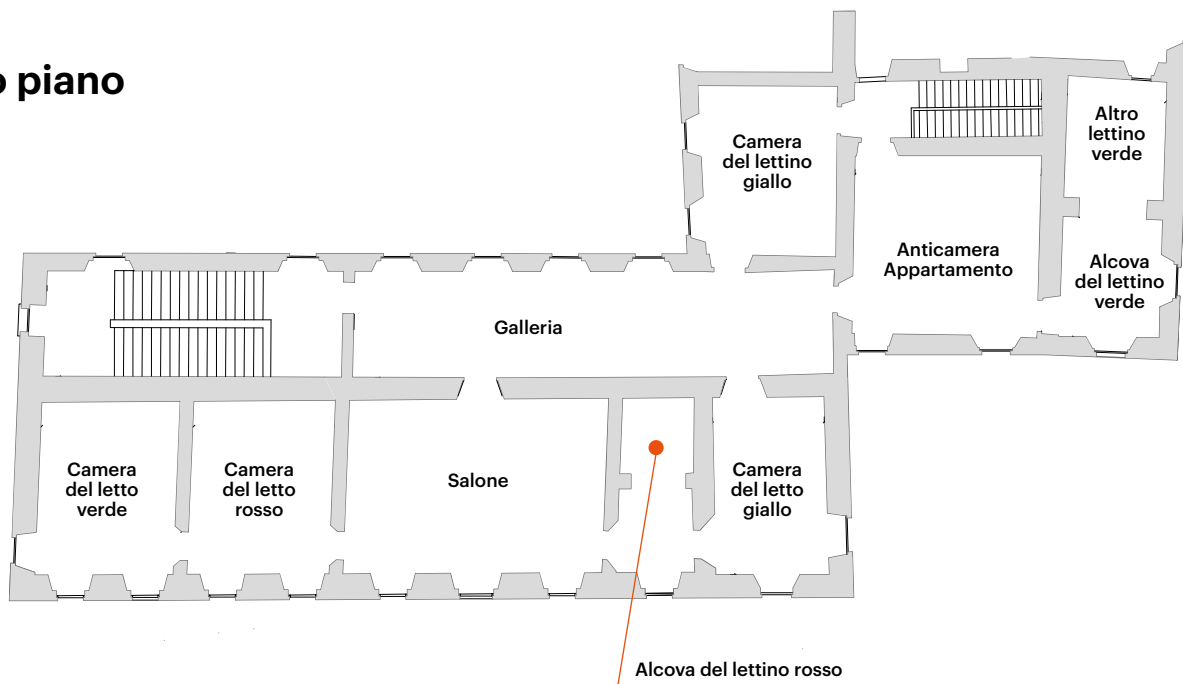 o piano
Camera
del lettino
giallo
Altro
lettino
verde
Anticamera
Appartamento
Alcova
del lettino
verde
Galleria
Camera
del letto
verde
Camera
del letto
rosso
Salone
Camera
del letto
giallo
Alcova del lettino rosso